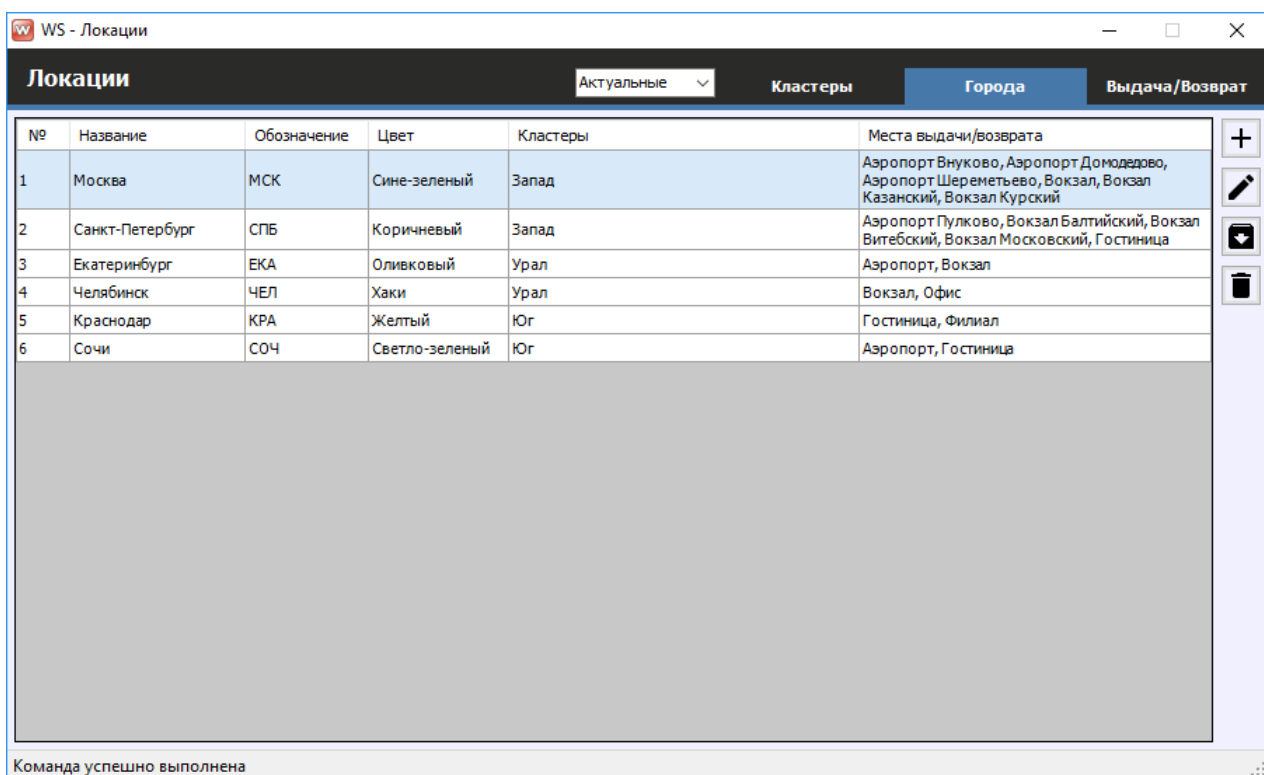 WS - Локации
Локации Актуальные Кластеры Города Выдача/Возврат
№ Название Обозначение Цвет Кластеры Места выдачи/возврата
1 Москва МСК Сине-зеленый Запад Аэропорт Внуково, Аэропорт Домодедово,
Аэропорт Шереметьево, Вокзал, Вокзал
Казанский, Вокзал Курский
2 Санкт-Петербург СПБ Коричневый Запад Аэропорт Пулково, Вокзал Балтийский, Вокзал
Витебский, Вокзал Московский, Гостиница
3 Екатеринбург ЕКА Оливковый Урал Аэропорт, Вокзал
4 Челябинск ЧЕЛ Хаки Урал Вокзал, Офис
5 Краснодар КРА Желтый Юг Гостиница, Филиал
6 Сочи СОЧ Светло-зеленый Юг Аэропорт, Гостиница
Команда успешно выполнена